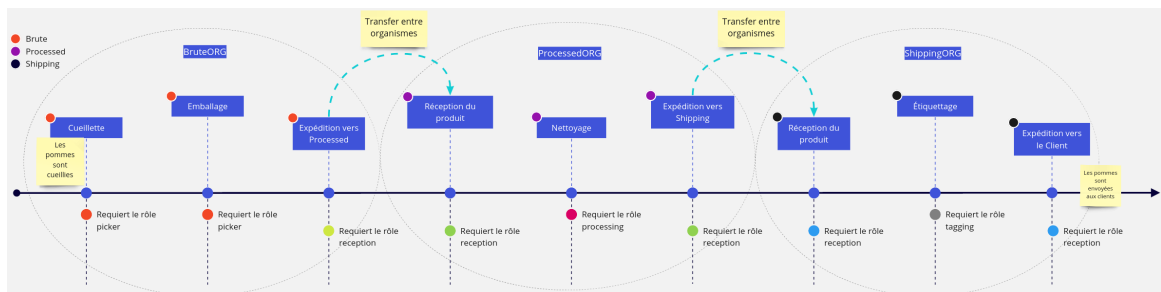 Brute
Processed
Shipping
BruteORG
Transfer entre
organismes
ProcessedORG
Transfer entre
organismes
ShippingORG
Cueillette
Emballage
Expédition vers
Processed
Réception du
produit
Nettoyage
Expédition vers
Shipping
Réception du
produit
Étiquettage
Expédition vers
le Client
Les
pommes
sont
cueillies
Les pommes
sont
envoyées
aux clients
Requiert le rôle
picker
Requiert le rôle
picker
Requiert le rôle
reception
Requiert le rôle
reception
Requiert le rôle
processing
Requiert le rôle
reception
Requiert le rôle
reception
Requiert le rôle
tagging
Requiert le rôle
reception